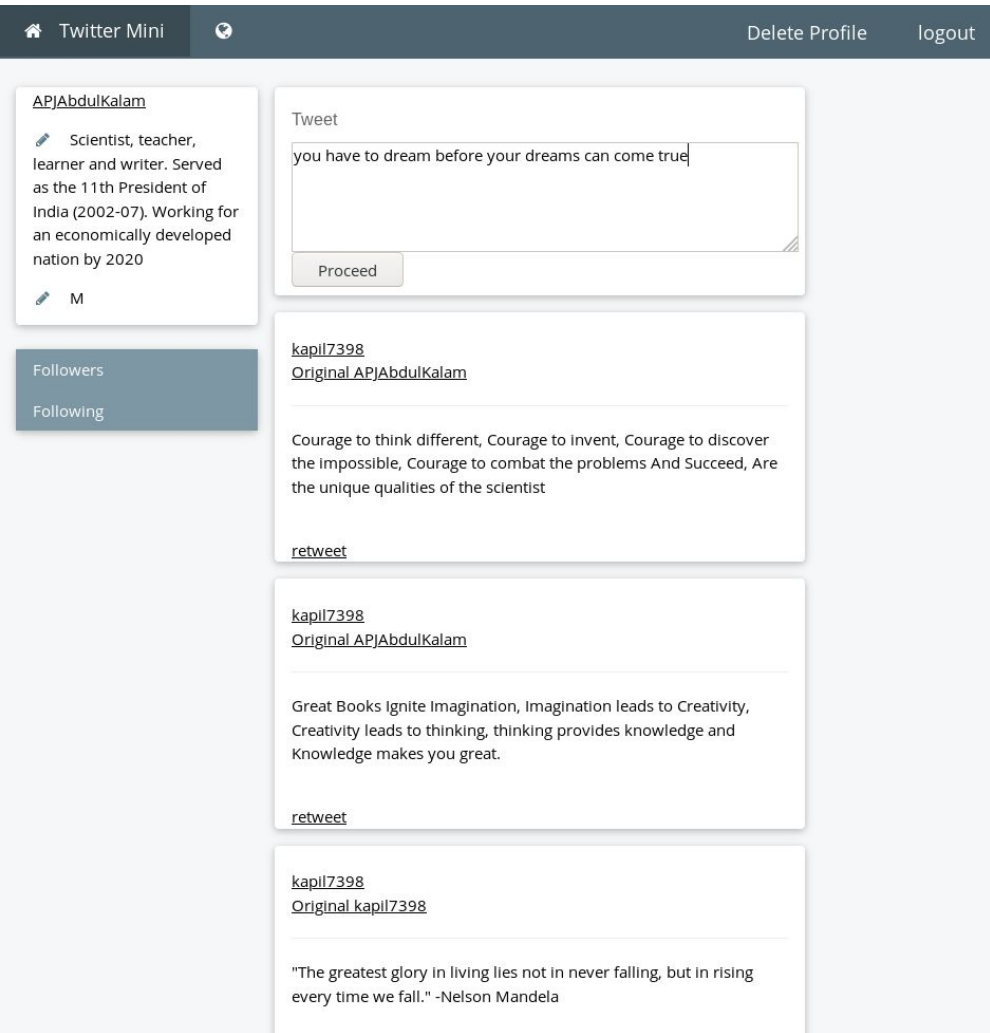 Twitter Mini
Delete Profile
logout
APJAbdulKalam
Scientist, teacher,
learner and writer. Served
as the 11th President of
India (2002-07). Working for
an economically developed
nation by 2020
M
Followers
Following
Tweet
you have to dream before your dreams can come true
Proceed
kapil7398
Original APJAbdulKalam
Courage to think different, Courage to invent, Courage to discover
the impossible, Courage to combat the problems And Succeed, Are
the unique qualities of the scientist
retweet
kapil7398
Original APJAbdulKalam
Great Books Ignite Imagination, Imagination leads to Creativity,
Creativity leads to thinking, thinking provides knowledge and
Knowledge makes you great.
retweet
kapil7398
Original kapil7398
"The greatest glory in living lies not in never falling, but in rising
every time we fall." -Nelson Mandela